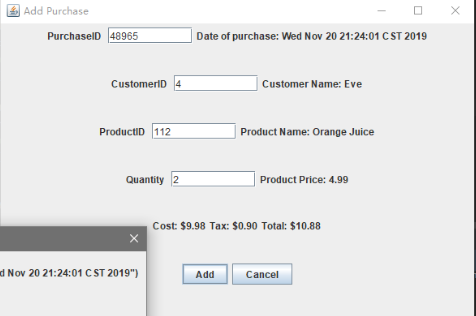 Add Purchase
PurchaseID 48965 Date of purchase: Wed Nov 20 21:24:01 CST 2019
CustomerID 4 Customer Name: Eve
ProductID 112 Product Name: Orange Juice
Quantity 2 Product Price: 4.99
Cost: $9.98 Tax: $0.90 Total: $10.88
d Nov 20 21:24:01 CST 2019")
Add Cancel